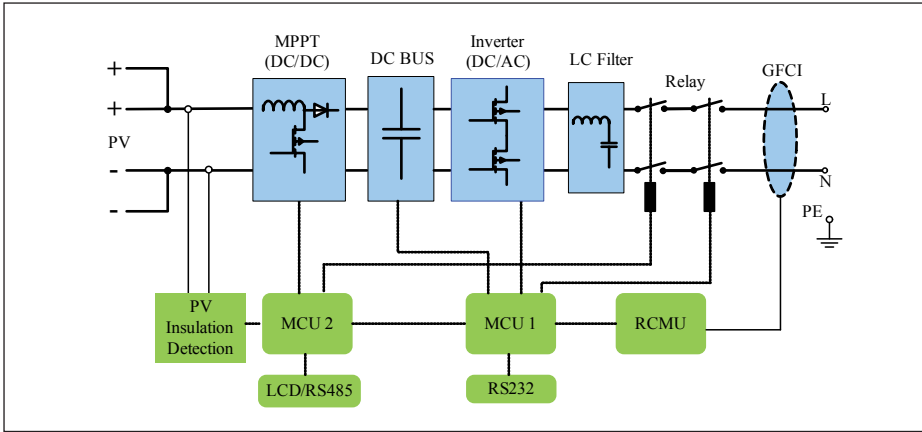 MPPT
(DC/DC)
DC BUS
Inverter
(DC/AC)
LC Filter
Relay
GFCI
+
+
PV
-
-
L
N
PE
PV
Insulation
Detection
MCU 2
MCU 1
RCMU
LCD/RS485
RS232